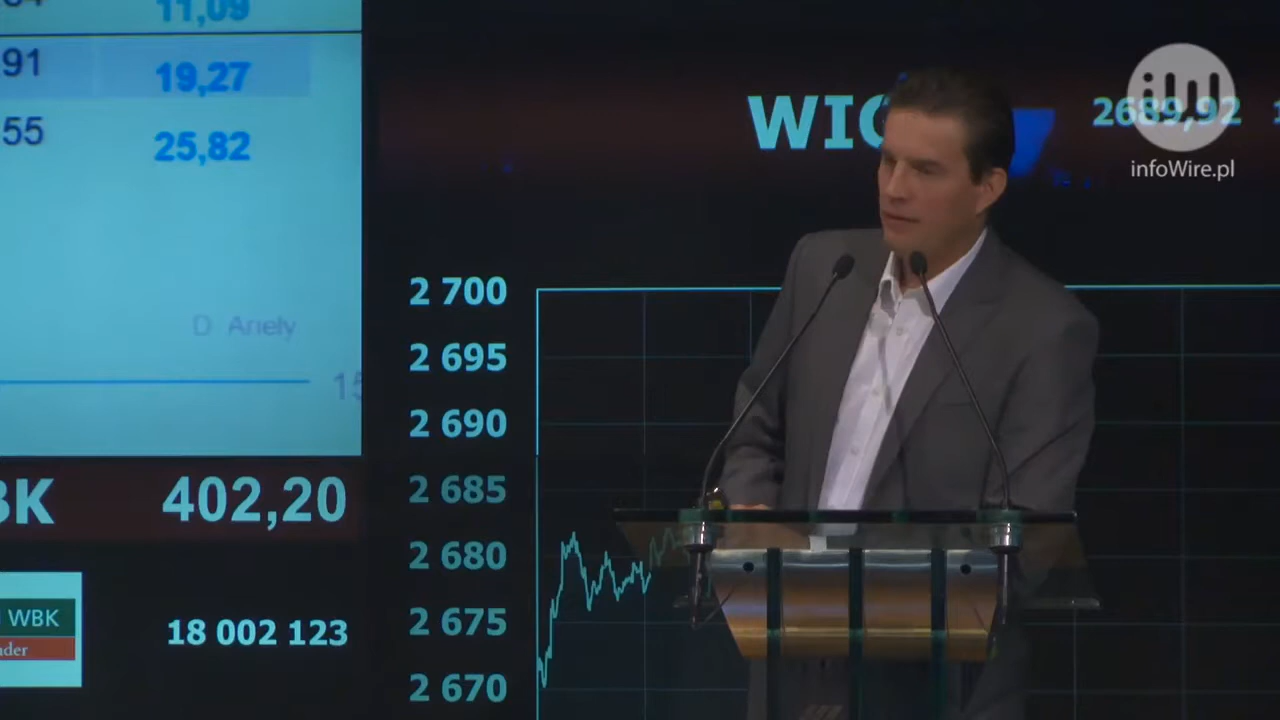 11,09
91 19,27
55 25,82
D Ariely
BK 402,20
WBK
18 002 123
WIG
2689,92
infoWire.pl
2 700
2 695
2 690
2 685
2 680
2 675
2 670